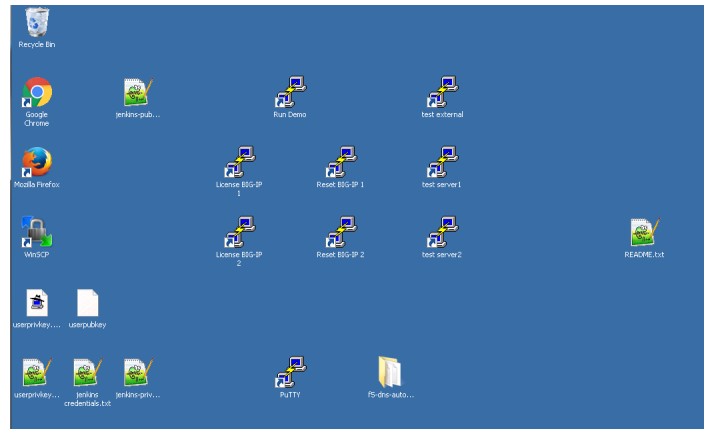 Recycle Bin
Google
Chrome
jenkins-pub...
Run Demo
test external
Mozilla Firefox
License BIG-IP
1
Reset BIG-IP 1
test server1
WinSCP
License BIG-IP
2
Reset BIG-IP 2
test server2
README.txt
userprivkey....
userpubkey
userprivkey...
jenkins
credentials.txt
jenkins-priv...
PuTTY
f5-dns-auto...